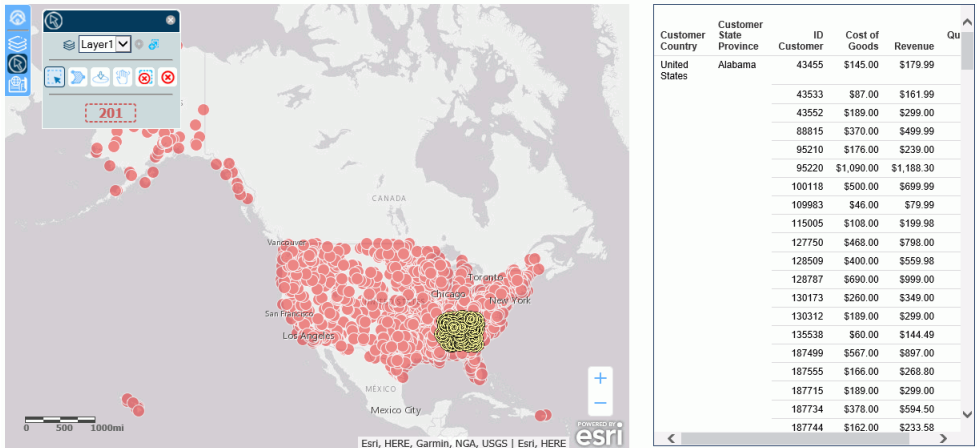 Layer1
201
CANADA
Vancouver
Toronto
Chicago
New York
San Francisco
Los Angeles
MÉXICO
Mexico City
+
−
0 500 1000mi
POWERED BY
esri
Esri, HERE, Garmin, NGA, USGS | Esri, HERE
Customer Country Customer State Province ID Customer Cost of Goods Revenue Qu
United States Alabama 43455 $145.00 $179.99
43533 $87.00 $161.99
43552 $189.00 $299.00
88815 $370.00 $499.99
95210 $176.00 $239.00
95220 $1,090.00 $1,188.30
100118 $500.00 $699.99
109983 $46.00 $79.99
115005 $108.00 $199.98
127750 $468.00 $798.00
128509 $400.00 $559.98
128787 $690.00 $999.00
130173 $260.00 $349.00
130312 $189.00 $299.00
135538 $60.00 $144.49
187499 $567.00 $897.00
187555 $166.00 $268.80
187715 $189.00 $299.00
187734 $378.00 $594.50
187744 $162.00 $233.58